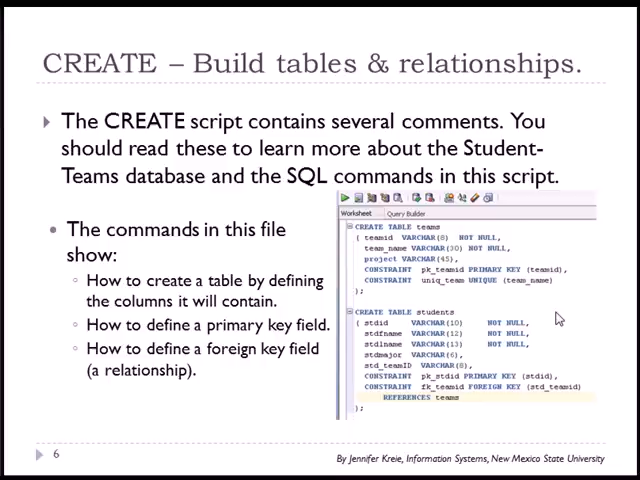 CREATE – Build tables & relationships.
The CREATE script contains several comments. You
should read these to learn more about the Student-
Teams database and the SQL commands in this script.
The commands in this file
show:
How to create a table by defining
the columns it will contain.
How to define a primary key field.
How to define a foreign key field
(a relationship).
Worksheet Query Builder
CREATE TABLE teams
( teamid VARCHAR(8) NOT NULL,
team_name VARCHAR(30) NOT NULL,
project VARCHAR(45),
CONSTRAINT pk_teamid PRIMARY KEY (teamid),
CONSTRAINT uniq_team UNIQUE (team_name)
);
CREATE TABLE students
( stdid VARCHAR(10) NOT NULL,
stdfname VARCHAR(12) NOT NULL,
stdlname VARCHAR(13) NOT NULL,
stdmajor VARCHAR(6),
std_teamID VARCHAR(8),
CONSTRAINT pk_stdid PRIMARY KEY (stdid),
CONSTRAINT fk_teamid FOREIGN KEY (std_teamid)
REFERENCES teams
);
6
By Jennifer Kreie, Information Systems, New Mexico State University